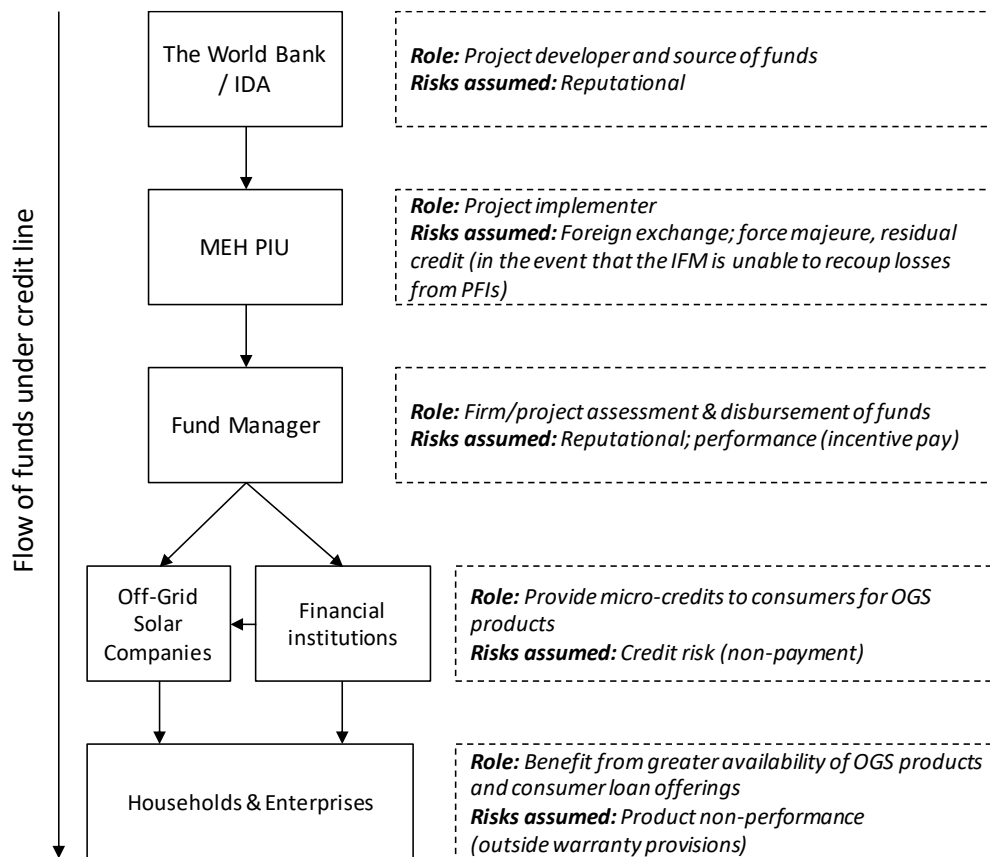 Flow of funds under credit line
The World Bank
/ IDA
Role: Project developer and source of funds
Risks assumed: Reputational
MEH PIU
Role: Project implementer
Risks assumed: Foreign exchange; force majeure, residual
credit (in the event that the IFM is unable to recoup losses
from PFIs)
Fund Manager
Role: Firm/project assessment & disbursement of funds
Risks assumed: Reputational; performance (incentive pay)
Off-Grid
Solar
Companies
Financial
institutions
Role: Provide micro-credits to consumers for OGS
products
Risks assumed: Credit risk (non-payment)
Households & Enterprises
Role: Benefit from greater availability of OGS products
and consumer loan offerings
Risks assumed: Product non-performance
(outside warranty provisions)